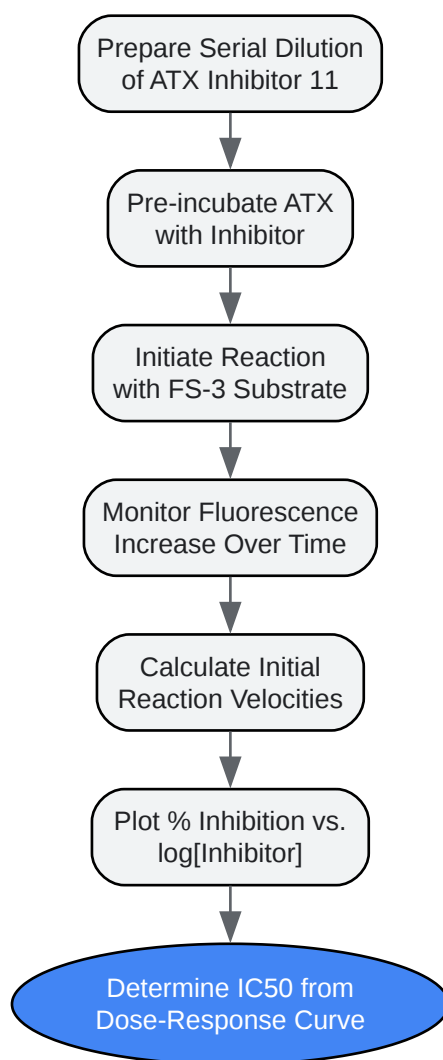 Prepare Serial Dilution
of ATX Inhibitor 11
Pre-incubate ATX
with Inhibitor
Initiate Reaction
with FS-3 Substrate
Monitor Fluorescence
Increase Over Time
Calculate Initial
Reaction Velocities
Plot % Inhibition vs.
log[Inhibitor]
Determine IC50 from
Dose-Response Curve